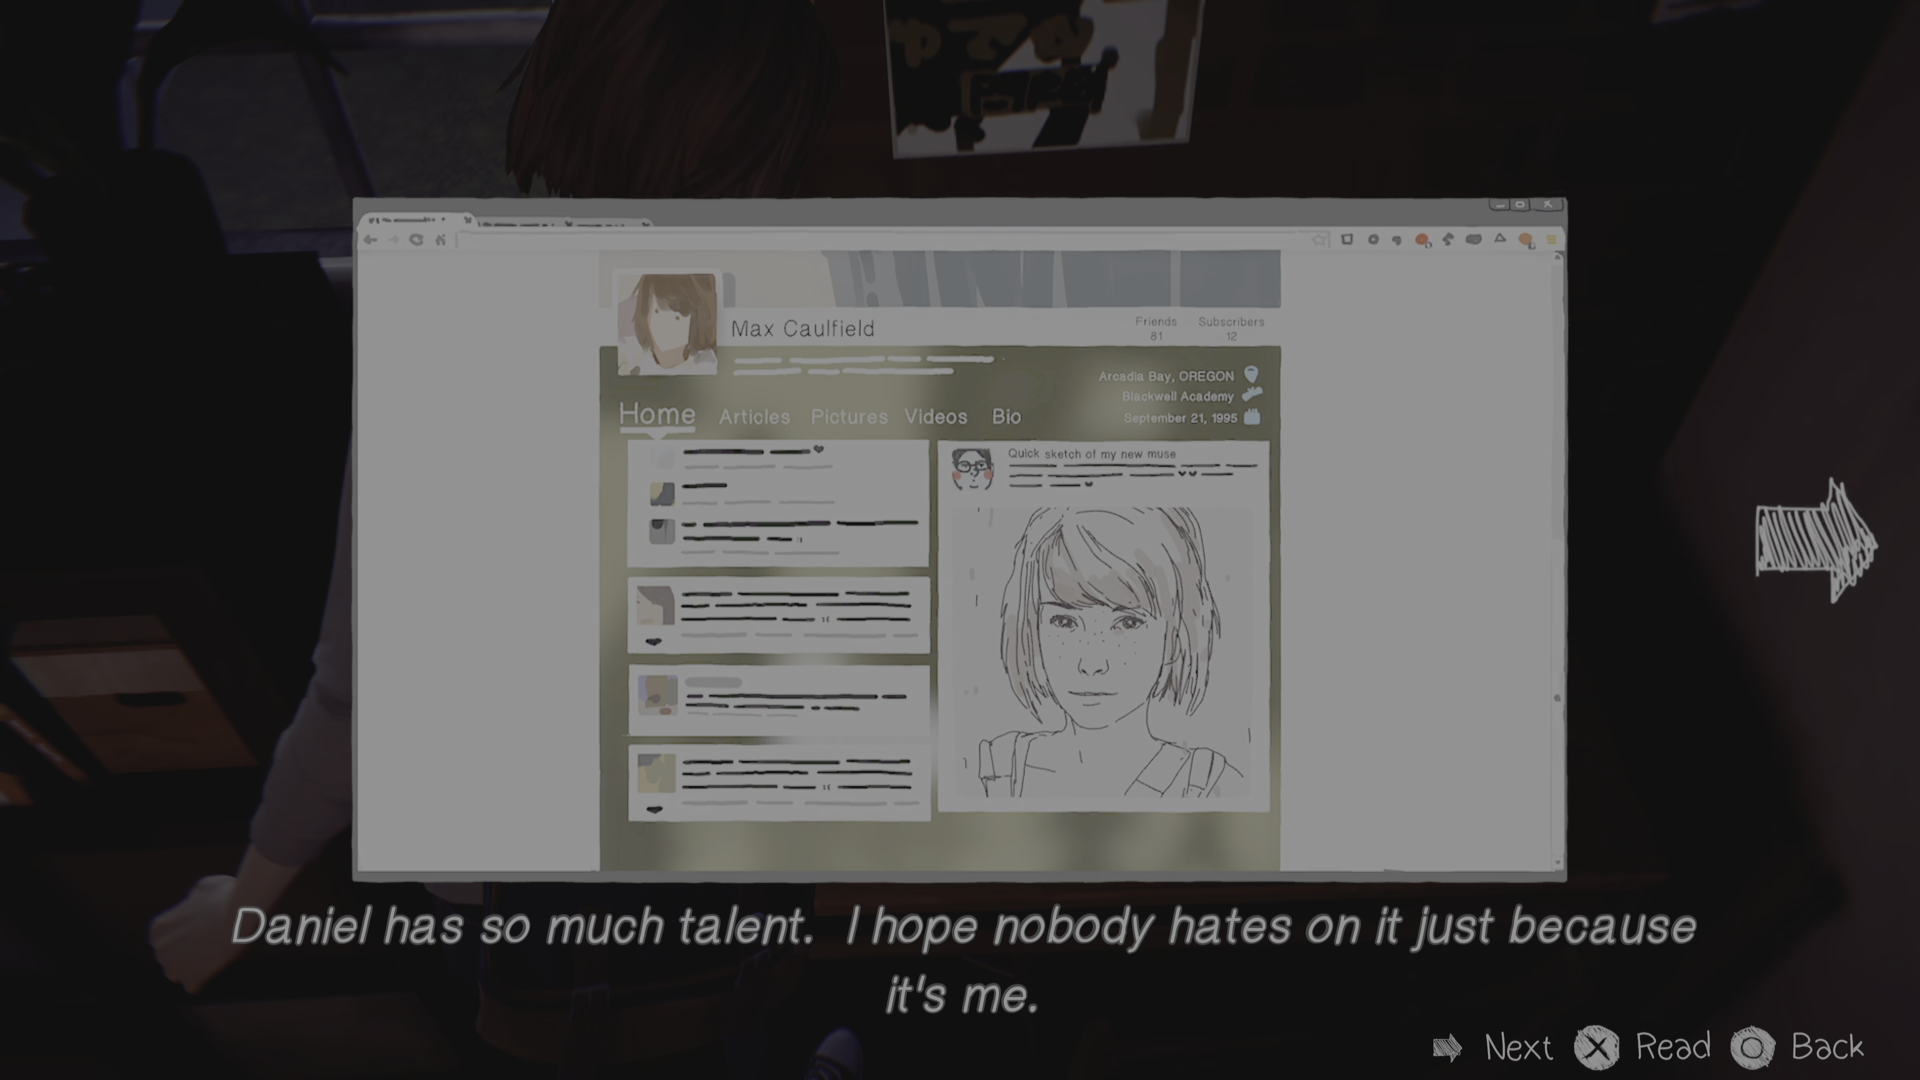 Max Caulfield
Friends
81
Subscribers
12
Arcadia Bay, OREGON
Blackwell Academy
September 21, 1995
Home Articles Pictures Videos Bio
Quick sketch of my new muse
Daniel has so much talent. I hope nobody hates on it just because
it's me.
Next Read Back